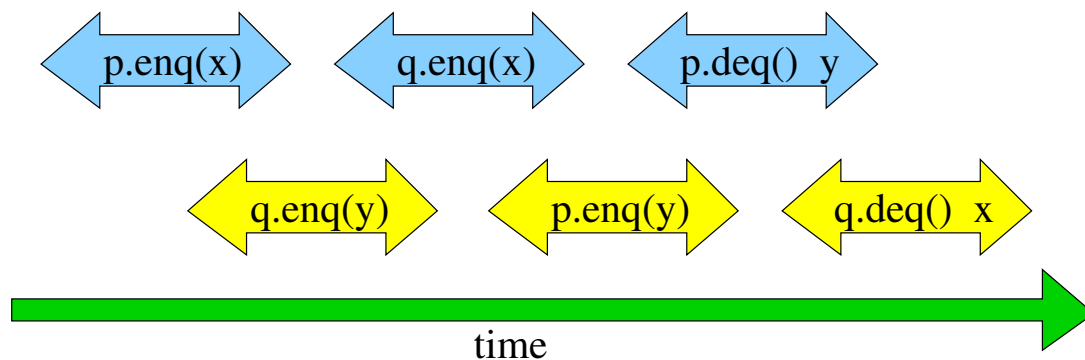 p.enq(x) q.enq(x) p.deq() y
q.enq(y) p.enq(y) q.deq() x
time